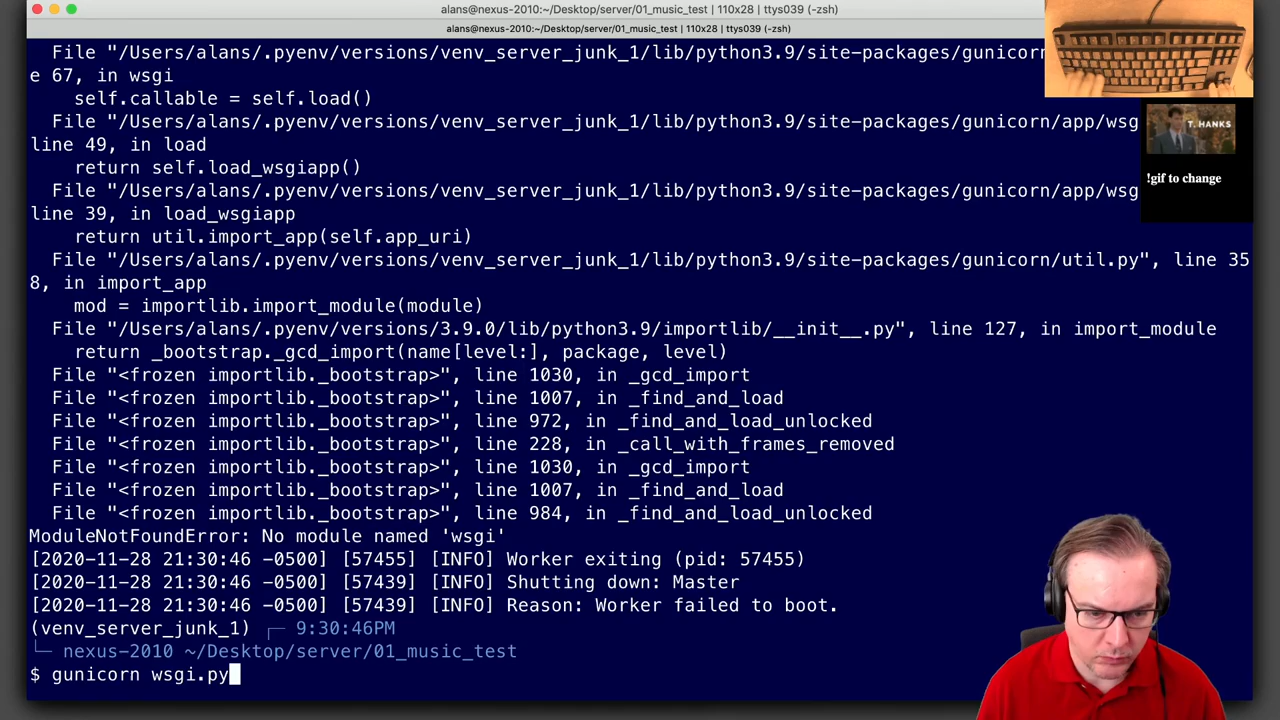 alans@nexus-2010:~/Desktop/server/01_music_test | 110x28 | ttys039 (-zsh)
alans@nexus-2010:~/Desktop/server/01_music_test | 110x28 | ttys039 (-zsh)
File "/Users/alans/.pyenv/versions/venv_server_junk_1/lib/python3.9/site-packages/gunicorn/
e 67, in wsgi
self.callable = self.load()
File "/Users/alans/.pyenv/versions/venv_server_junk_1/lib/python3.9/site-packages/gunicorn/app/wsg
line 49, in load
return self.load_wsgiapp()
File "/Users/alans/.pyenv/versions/venv_server_junk_1/lib/python3.9/site-packages/gunicorn/app/wsg
line 39, in load_wsgiapp
return util.import_app(self.app_uri)
File "/Users/alans/.pyenv/versions/venv_server_junk_1/lib/python3.9/site-packages/gunicorn/util.py", line 35
8, in import_app
mod = importlib.import_module(module)
File "/Users/alans/.pyenv/versions/3.9.0/lib/python3.9/importlib/__init__.py", line 127, in import_module
return _bootstrap._gcd_import(name[level:], package, level)
File "<frozen importlib._bootstrap>", line 1030, in _gcd_import
File "<frozen importlib._bootstrap>", line 1007, in _find_and_load
File "<frozen importlib._bootstrap>", line 972, in _find_and_load_unlocked
File "<frozen importlib._bootstrap>", line 228, in _call_with_frames_removed
File "<frozen importlib._bootstrap>", line 1030, in _gcd_import
File "<frozen importlib._bootstrap>", line 1007, in _find_and_load
File "<frozen importlib._bootstrap>", line 984, in _find_and_load_unlocked
ModuleNotFoundError: No module named 'wsgi'
[2020-11-28 21:30:46 -0500] [57455] [INFO] Worker exiting (pid: 57455)
[2020-11-28 21:30:46 -0500] [57439] [INFO] Shutting down: Master
[2020-11-28 21:30:46 -0500] [57439] [INFO] Reason: Worker failed to boot.
(venv_server_junk_1) ┌─ 9:30:46PM
└─ nexus-2010 ~/Desktop/server/01_music_test
$ gunicorn wsgi.py
T. HANKS
!gif to change